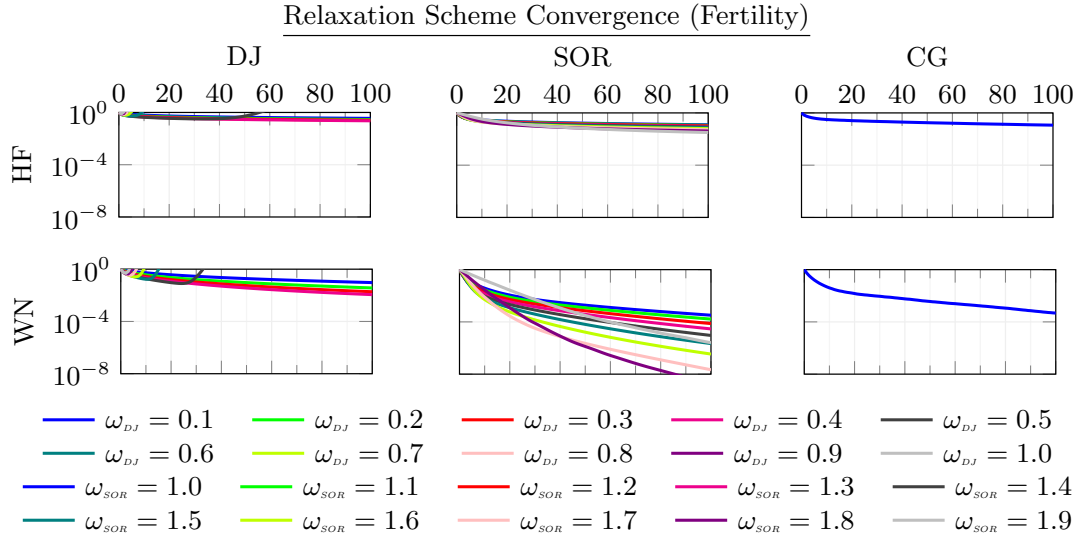 Relaxation Scheme Convergence (Fertility)
DJ SOR CG
0 20 40 60 80 100 0 20 40 60 80 100 0 20 40 60 80 100
HF
10^0
10^−4
10^−8
WN
10^0
10^−4
10^−8
ω_DJ = 0.1 ω_DJ = 0.2 ω_DJ = 0.3 ω_DJ = 0.4 ω_DJ = 0.5
ω_DJ = 0.6 ω_DJ = 0.7 ω_DJ = 0.8 ω_DJ = 0.9 ω_DJ = 1.0
ω_SOR = 1.0 ω_SOR = 1.1 ω_SOR = 1.2 ω_SOR = 1.3 ω_SOR = 1.4
ω_SOR = 1.5 ω_SOR = 1.6 ω_SOR = 1.7 ω_SOR = 1.8 ω_SOR = 1.9